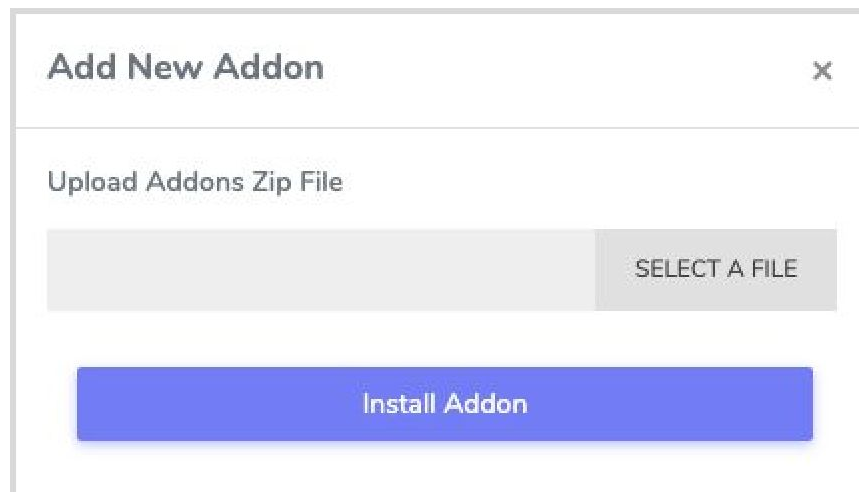 Add New Addon ×
Upload Addons Zip File
SELECT A FILE
Install Addon